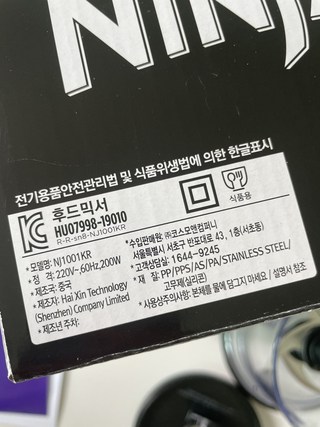 NINJA
전기용품안전관리법 및 식품위생법에 의한 한글표시
후드믹서
HU07998-19010
R-R-sn8-NJ1001KR
식품용
• 모델명: NJ1001KR
• 정 격: 220V~ 60Hz, 200W
• 제조국: 중국
• 제조자: Hai Xin Technology
(Shenzhen) Company Limited
• 제조년 주차:
• 수입판매원: ㈜코스모앤컴퍼니
서울특별시 서초구 반포대로 43, 1층(서초동)
• 고객상담실: 1644-9245
• 재 질: PP/PPS/AS/PA/STAINLESS STEEL/
고무제(실리콘)
• 사용상주의사항: 본체를 물에 담그지 마세요 / 설명서 참조